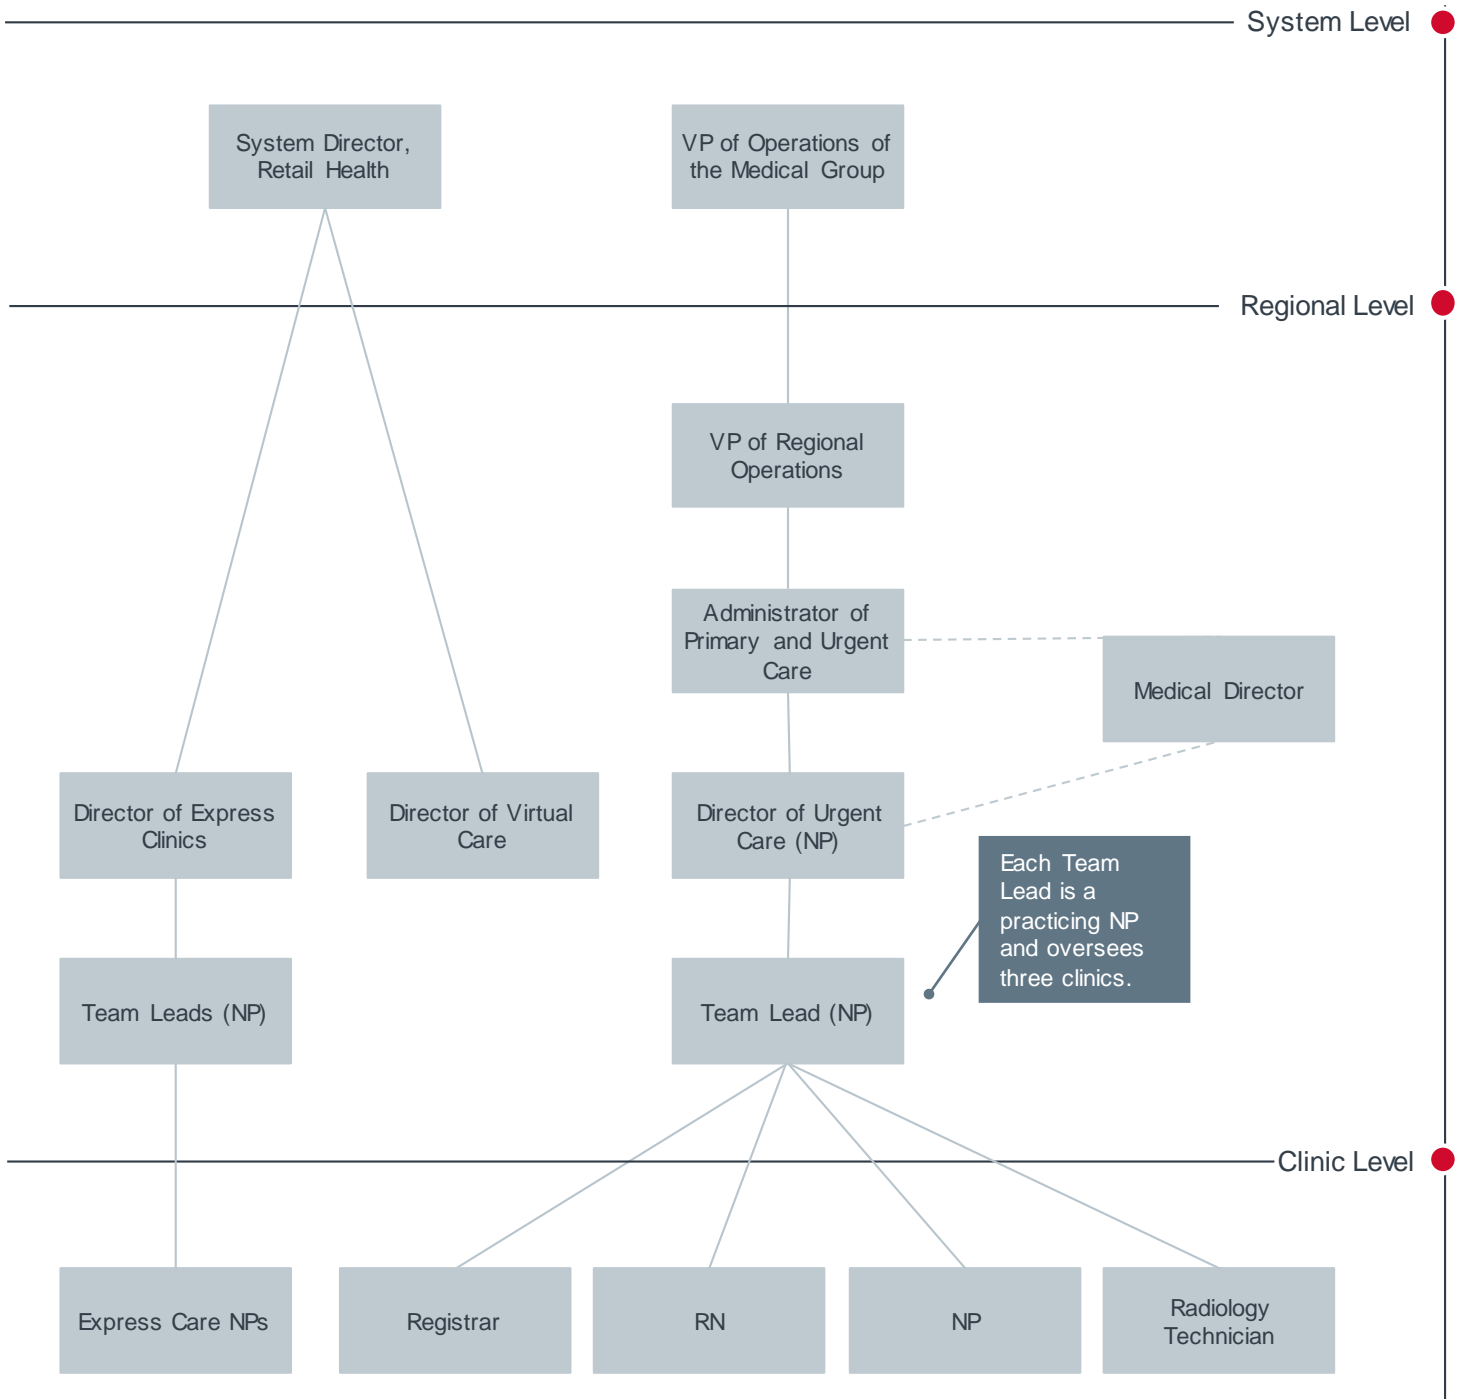 System Level
System Director,
Retail Health
VP of Operations of
the Medical Group
Regional Level
VP of Regional
Operations
Administrator of
Primary and Urgent
Care
Medical Director
Director of Express
Clinics
Director of Virtual
Care
Director of Urgent
Care (NP)
Each Team
Lead is a
practicing NP
and oversees
three clinics.
Team Leads (NP)
Team Lead (NP)
Clinic Level
Express Care NPs
Registrar
RN
NP
Radiology
Technician